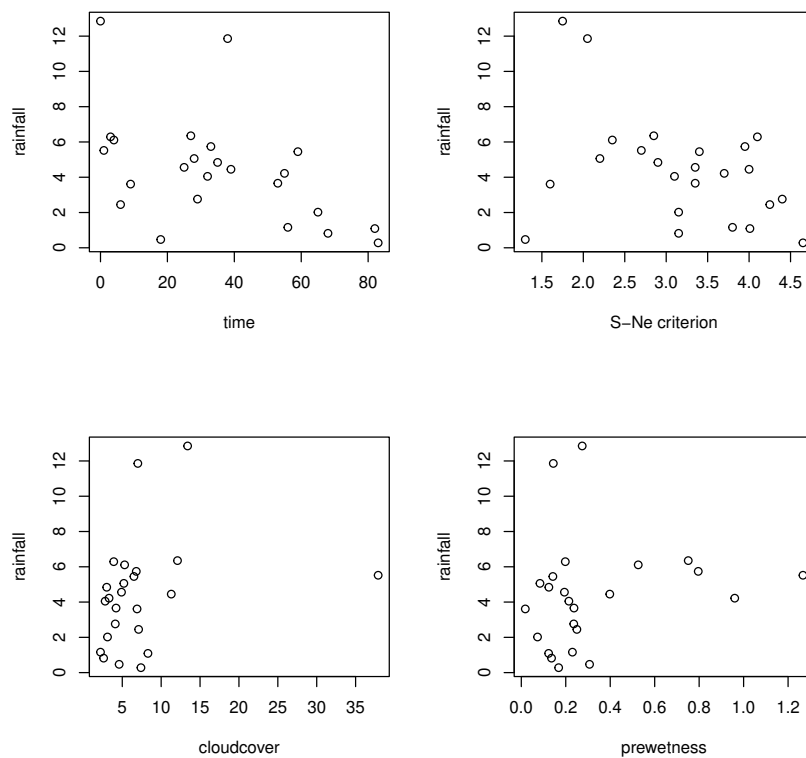 rainfall
0 2 4 6 8 10 12
0 20 40 60 80
time
rainfall
0 2 4 6 8 10 12
1.5 2.0 2.5 3.0 3.5 4.0 4.5
S−Ne criterion
rainfall
0 2 4 6 8 10 12
5 10 15 20 25 30 35
cloudcover
rainfall
0 2 4 6 8 10 12
0.0 0.2 0.4 0.6 0.8 1.0 1.2
prewetness